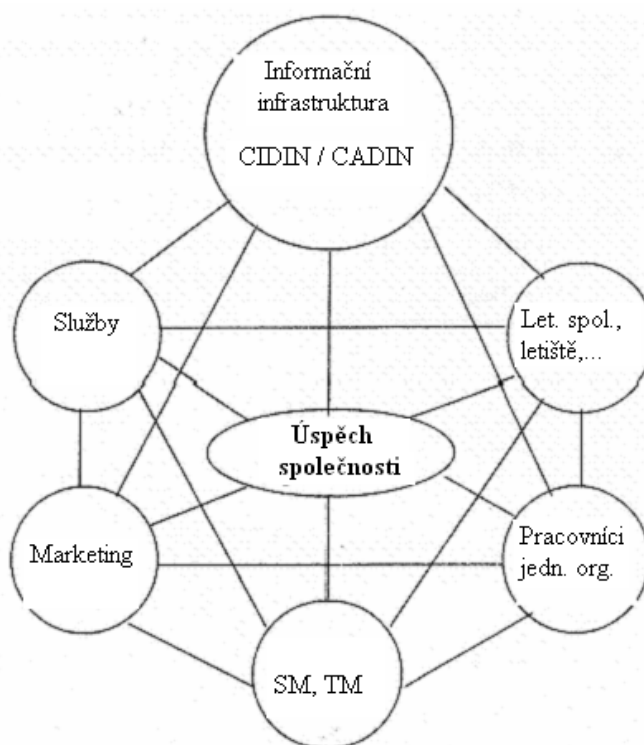 Informační
infrastruktura
CIDIN / CADIN
Služby
Let. spol.,
letiště,...
Úspěch
společnosti
Marketing
Pracovníci
jedn. org.
SM, TM